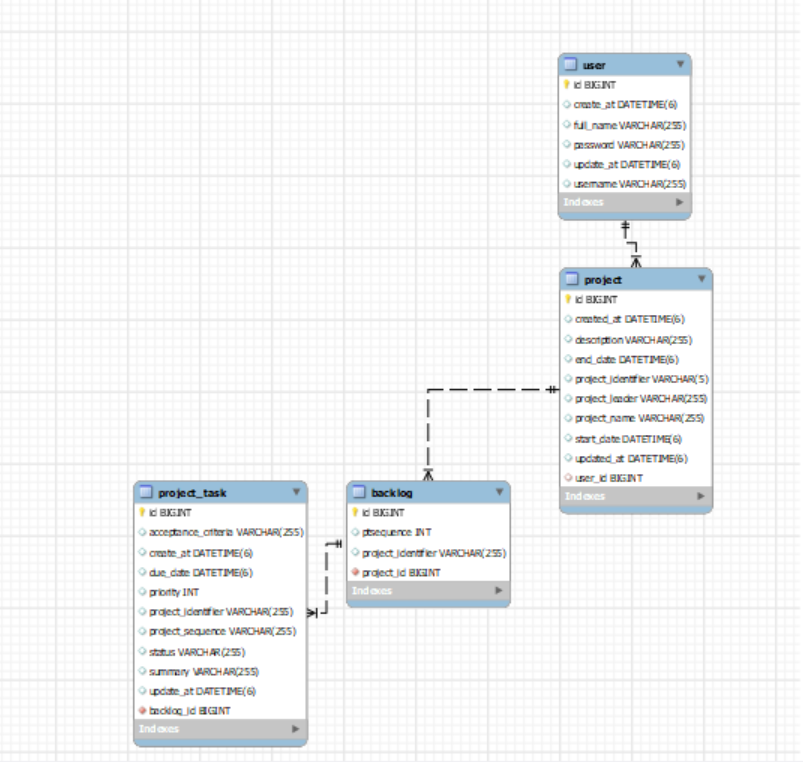 user
id BIGINT
create_at DATETIME(6)
full_name VARCHAR(255)
password VARCHAR(255)
update_at DATETIME(6)
username VARCHAR(255)
Indexes
project
id BIGINT
created_at DATETIME(6)
description VARCHAR(255)
end_date DATETIME(6)
project_identifier VARCHAR(5)
project_leader VARCHAR(255)
project_name VARCHAR(255)
start_date DATETIME(6)
updated_at DATETIME(6)
user_id BIGINT
Indexes
project_task
id BIGINT
acceptance_criteria VARCHAR(255)
create_at DATETIME(6)
due_date DATETIME(6)
priority INT
project_identifier VARCHAR(255)
project_sequence VARCHAR(255)
status VARCHAR(255)
summary VARCHAR(255)
update_at DATETIME(6)
backlog_id BIGINT
Indexes
backlog
id BIGINT
ptsequence INT
project_identifier VARCHAR(255)
project_id BIGINT
Indexes